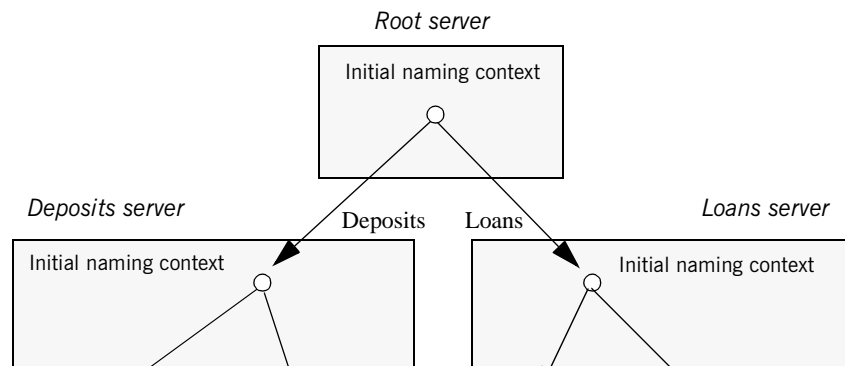 Root server
Initial naming context
Deposits server
Deposits
Loans
Loans server
Initial naming context
Initial naming context